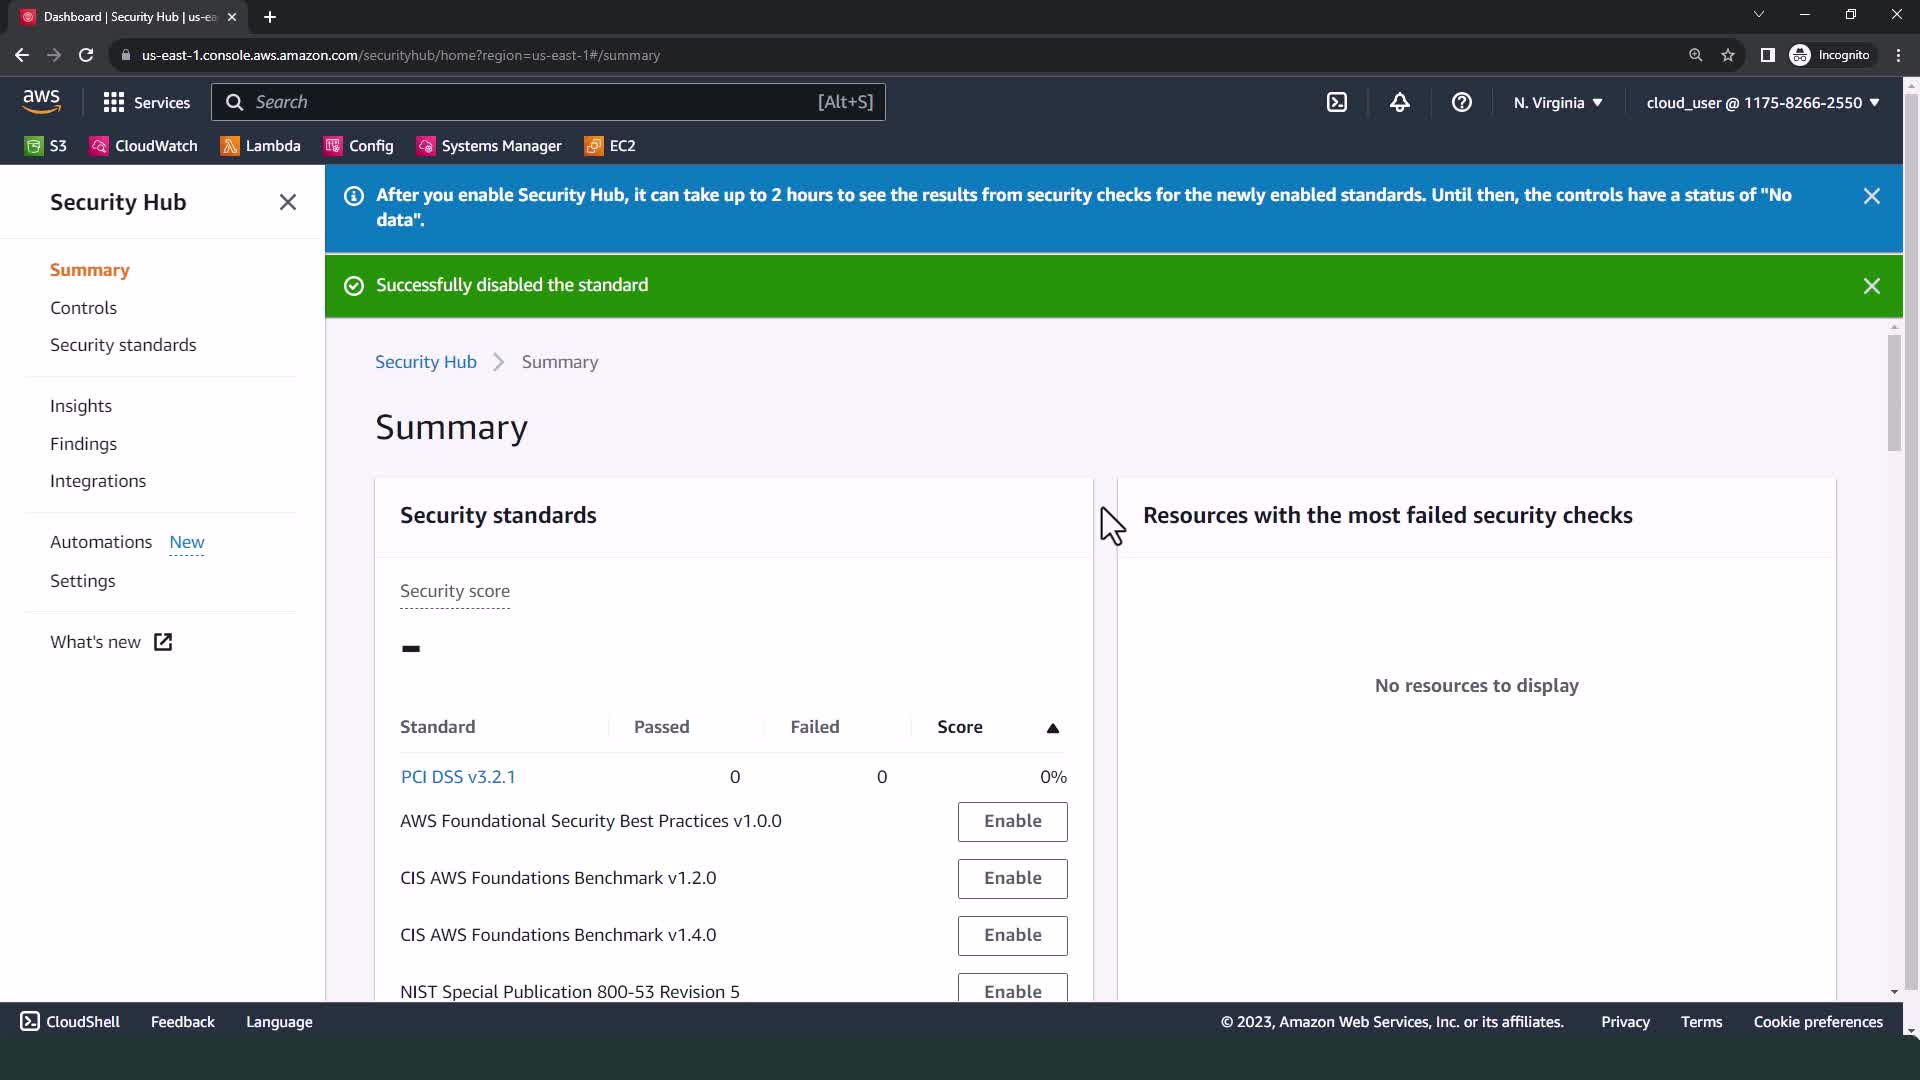 Dashboard | Security Hub | us-ea
us-east-1.console.aws.amazon.com/securityhub/home?region=us-east-1#/summary
Incognito
aws
Services
Search
[Alt+S]
N. Virginia
cloud_user @ 1175-8266-2550
S3
CloudWatch
Lambda
Config
Systems Manager
EC2
Security Hub
Summary
Controls
Security standards
Insights
Findings
Integrations
Automations New
Settings
What's new
After you enable Security Hub, it can take up to 2 hours to see the results from security checks for the newly enabled standards. Until then, the controls have a status of "No
data".
Successfully disabled the standard
Security Hub
Summary
Summary
Security standards
Security score
-
Standard
Passed
Failed
Score
PCI DSS v3.2.1
0
0
0%
AWS Foundational Security Best Practices v1.0.0
Enable
CIS AWS Foundations Benchmark v1.2.0
Enable
CIS AWS Foundations Benchmark v1.4.0
Enable
NIST Special Publication 800-53 Revision 5
Enable
Resources with the most failed security checks
No resources to display
CloudShell
Feedback
Language
© 2023, Amazon Web Services, Inc. or its affiliates.
Privacy
Terms
Cookie preferences